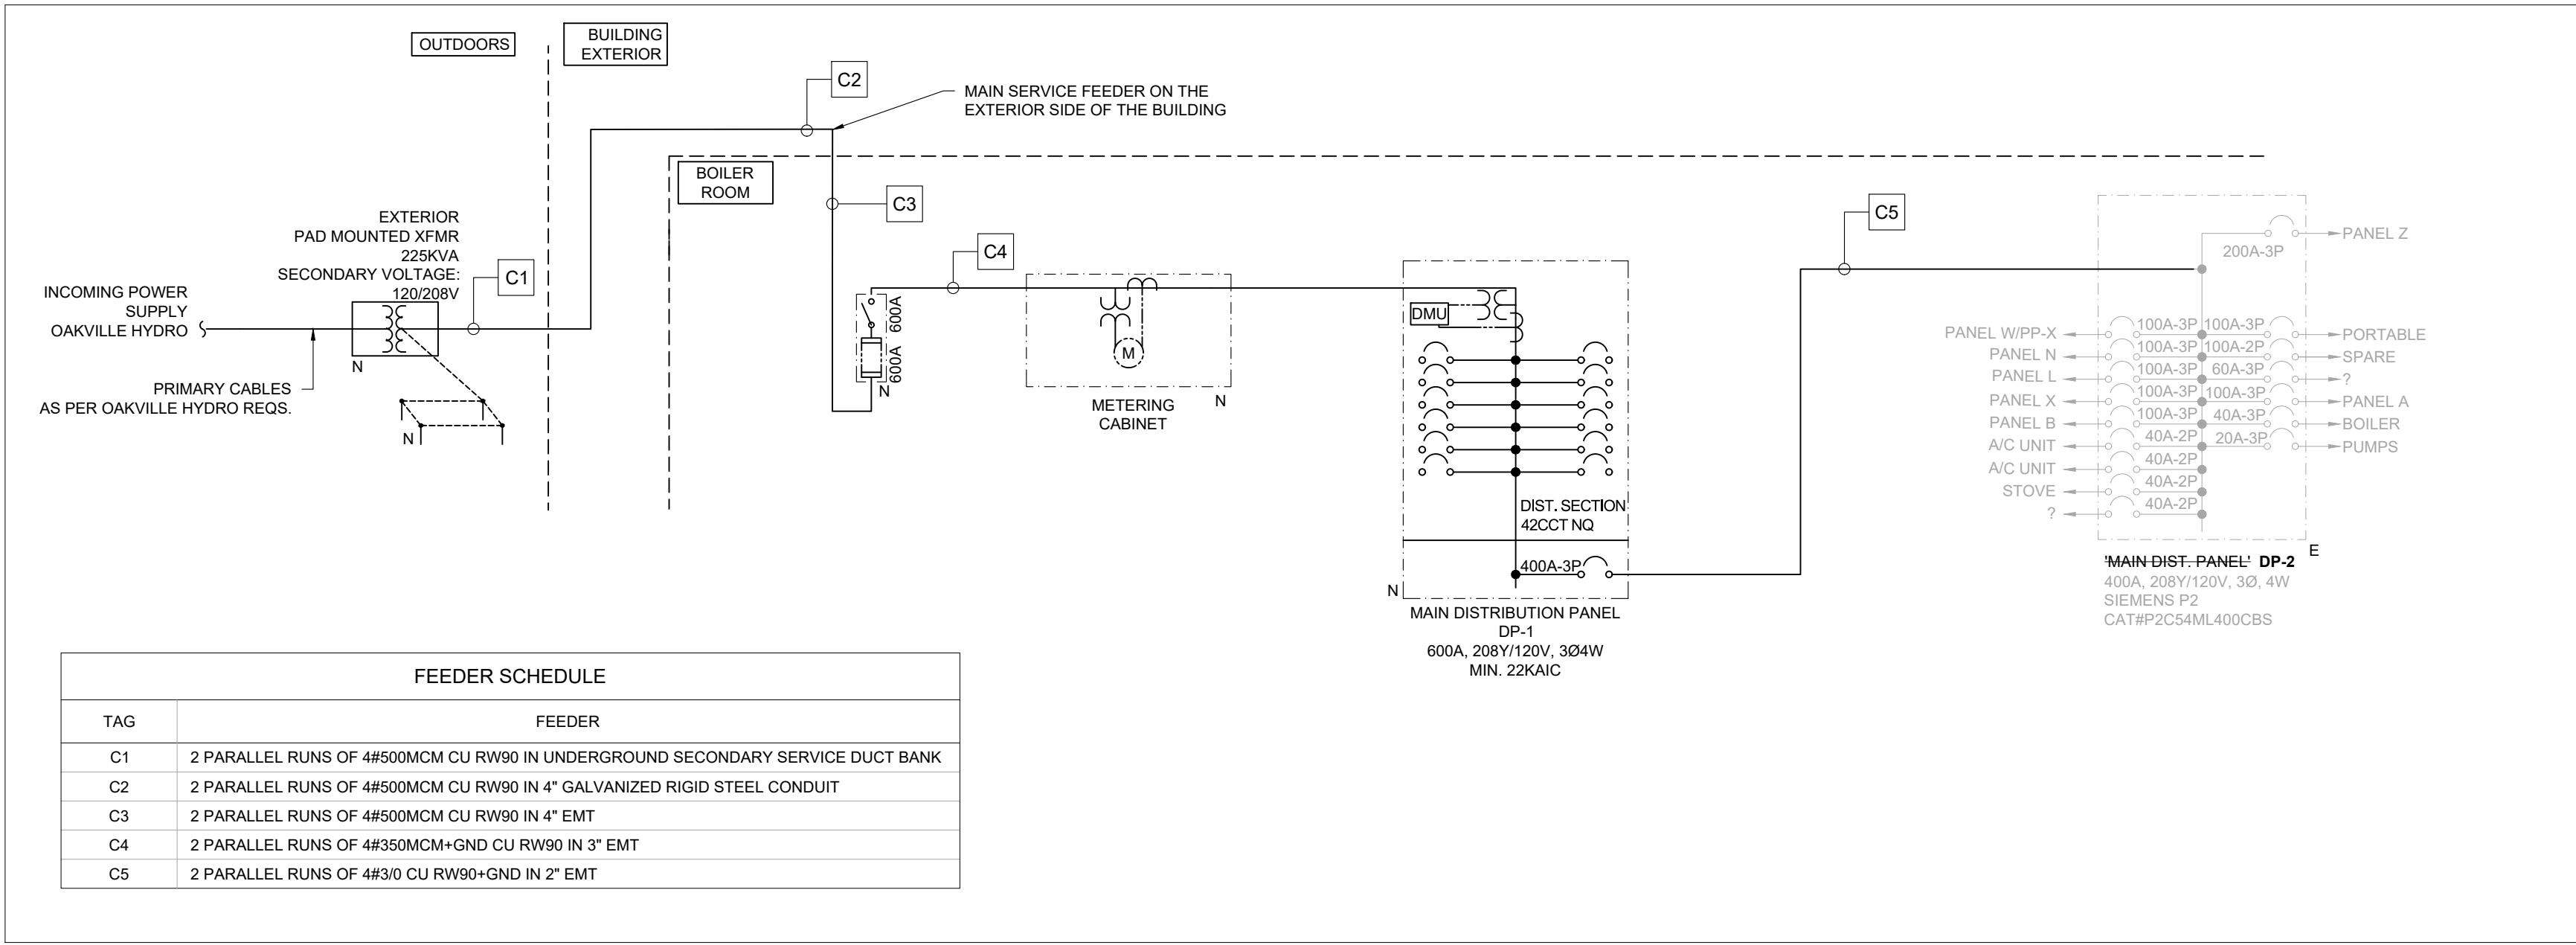 OUTDOORS
BUILDING
EXTERIOR
C2
MAIN SERVICE FEEDER ON THE
EXTERIOR SIDE OF THE BUILDING
BOILER
ROOM
C3
C5
EXTERIOR
PAD MOUNTED XFMR
225KVA
SECONDARY VOLTAGE:
120/208V
C1
C4
INCOMING POWER
SUPPLY
OAKVILLE HYDRO
N
PRIMARY CABLES
AS PER OAKVILLE HYDRO REQS.
N
600A
600A
N
M
METERING
CABINET
N
DMU
DIST. SECTION
42CCT NQ
400A-3P
N
MAIN DISTRIBUTION PANEL
DP-1
600A, 208Y/120V, 3Ø4W
MIN. 22KAIC
200A-3P
PANEL Z
PANEL W/PP-X 100A-3P 100A-3P PORTABLE
PANEL N 100A-3P 100A-2P SPARE
PANEL L 100A-3P 60A-3P ?
PANEL X 100A-3P 100A-3P PANEL A
PANEL B 100A-3P 40A-3P BOILER
A/C UNIT 40A-2P 20A-3P PUMPS
A/C UNIT 40A-2P
STOVE 40A-2P
? 40A-2P
E
'MAIN DIST. PANEL' DP-2
400A, 208Y/120V, 3Ø, 4W
SIEMENS P2
CAT#P2C54ML400CBS
FEEDER SCHEDULE
TAG FEEDER
C1 2 PARALLEL RUNS OF 4#500MCM CU RW90 IN UNDERGROUND SECONDARY SERVICE DUCT BANK
C2 2 PARALLEL RUNS OF 4#500MCM CU RW90 IN 4" GALVANIZED RIGID STEEL CONDUIT
C3 2 PARALLEL RUNS OF 4#500MCM CU RW90 IN 4" EMT
C4 2 PARALLEL RUNS OF 4#350MCM+GND CU RW90 IN 3" EMT
C5 2 PARALLEL RUNS OF 4#3/0 CU RW90+GND IN 2" EMT